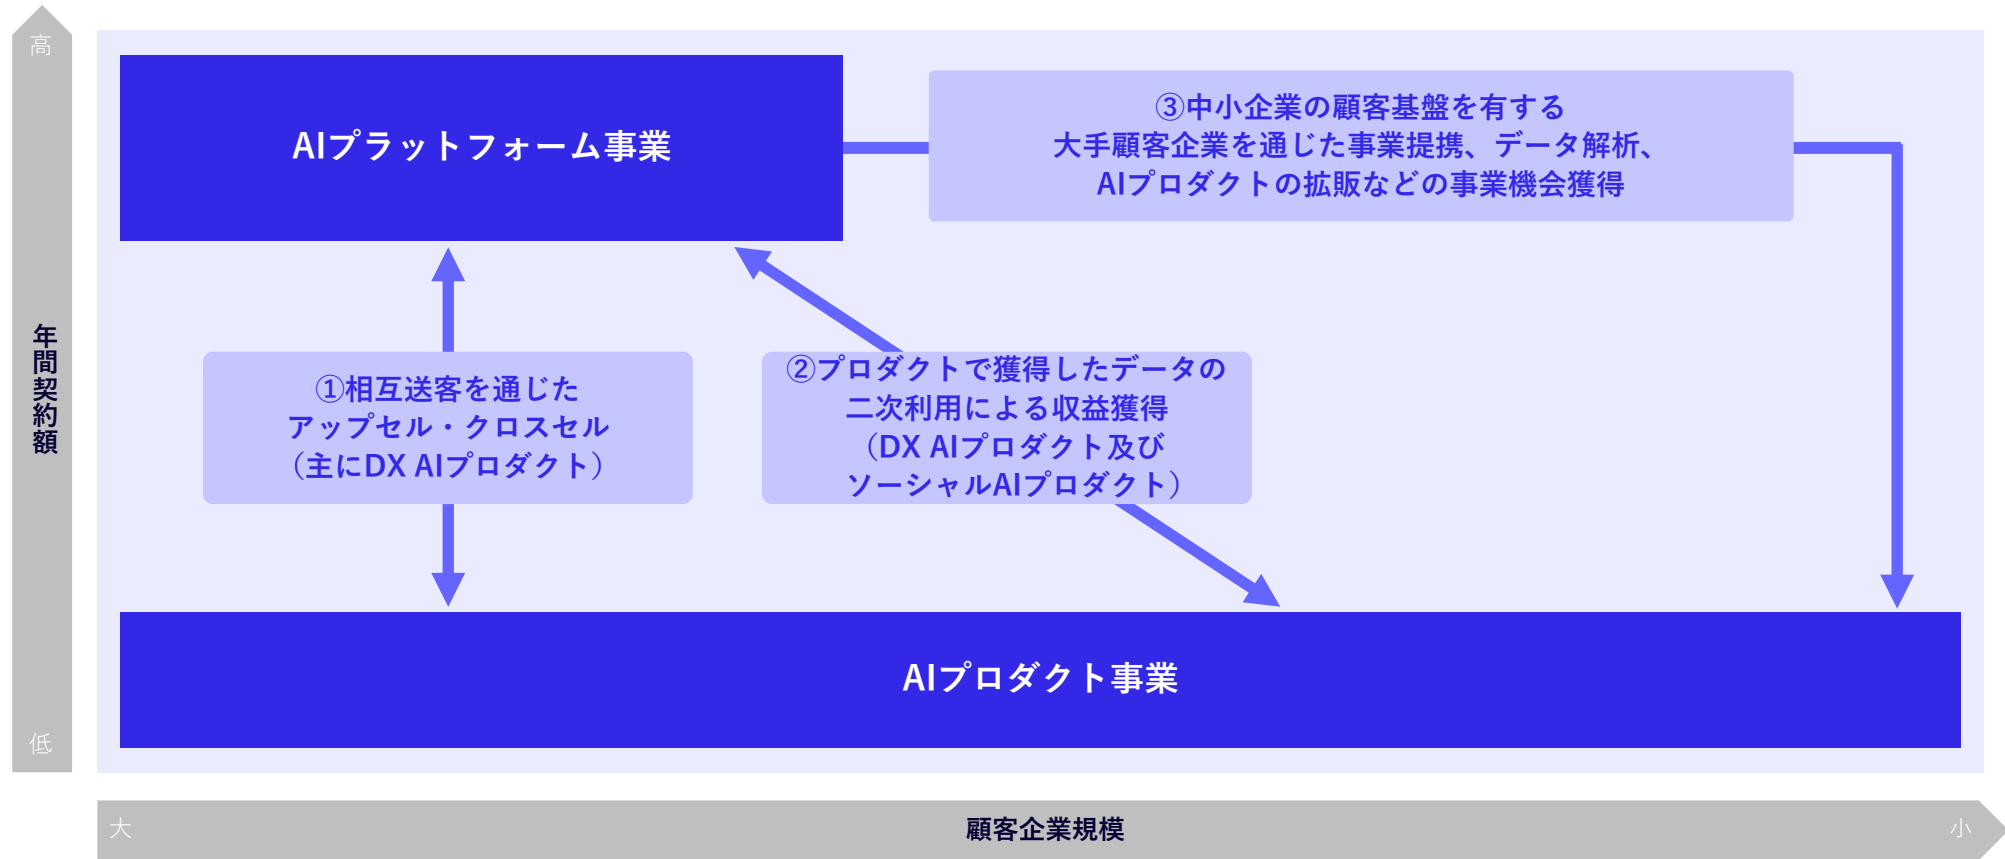 高
AIプラットフォーム事業
③中小企業の顧客基盤を有する
大手顧客企業を通じた事業提携、データ解析、
AIプロダクトの拡販などの事業機会獲得
年間契約額
①相互送客を通じた
アップセル・クロスセル
（主にDX AIプロダクト）
②プロダクトで獲得したデータの
二次利用による収益獲得
（DX AIプロダクト及び
ソーシャルAIプロダクト）
AIプロダクト事業
低
大
顧客企業規模
小